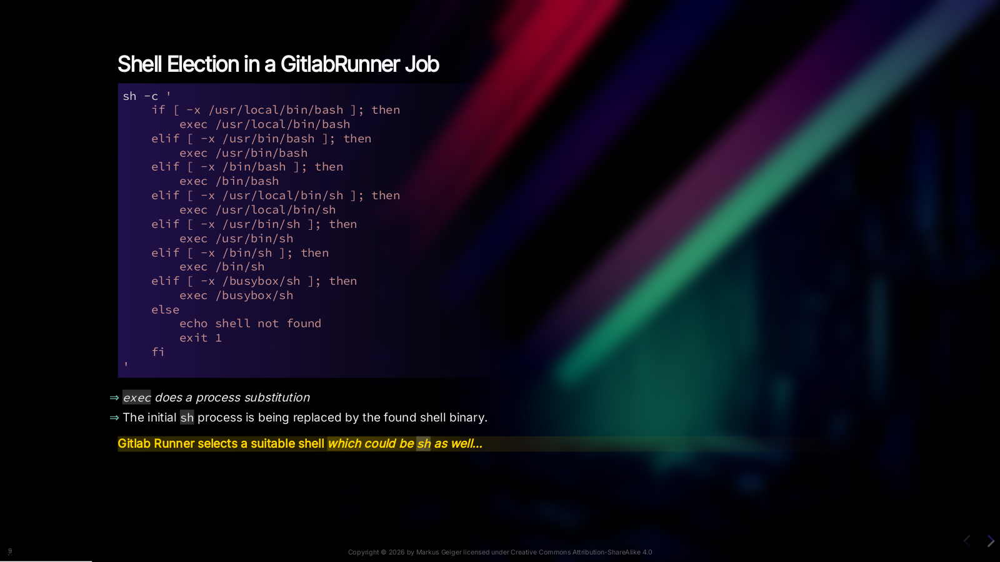 Shell Election in a GitlabRunner Job
sh -c '
    if [ -x /usr/local/bin/bash ]; then
        exec /usr/local/bin/bash
    elif [ -x /usr/bin/bash ]; then
        exec /usr/bin/bash
    elif [ -x /bin/bash ]; then
        exec /bin/bash
    elif [ -x /usr/local/bin/sh ]; then
        exec /usr/local/bin/sh
    elif [ -x /usr/bin/sh ]; then
        exec /usr/bin/sh
    elif [ -x /bin/sh ]; then
        exec /bin/sh
    elif [ -x /busybox/sh ]; then
        exec /busybox/sh
    else
        echo shell not found
        exit 1
    fi
'
⇒ exec does a process substitution
⇒ The initial sh process is being replaced by the found shell binary.
Gitlab Runner selects a suitable shell which could be sh as well...
9
Copyright © 2026 by Markus Geiger licensed under Creative Commons Attribution-ShareAlike 4.0